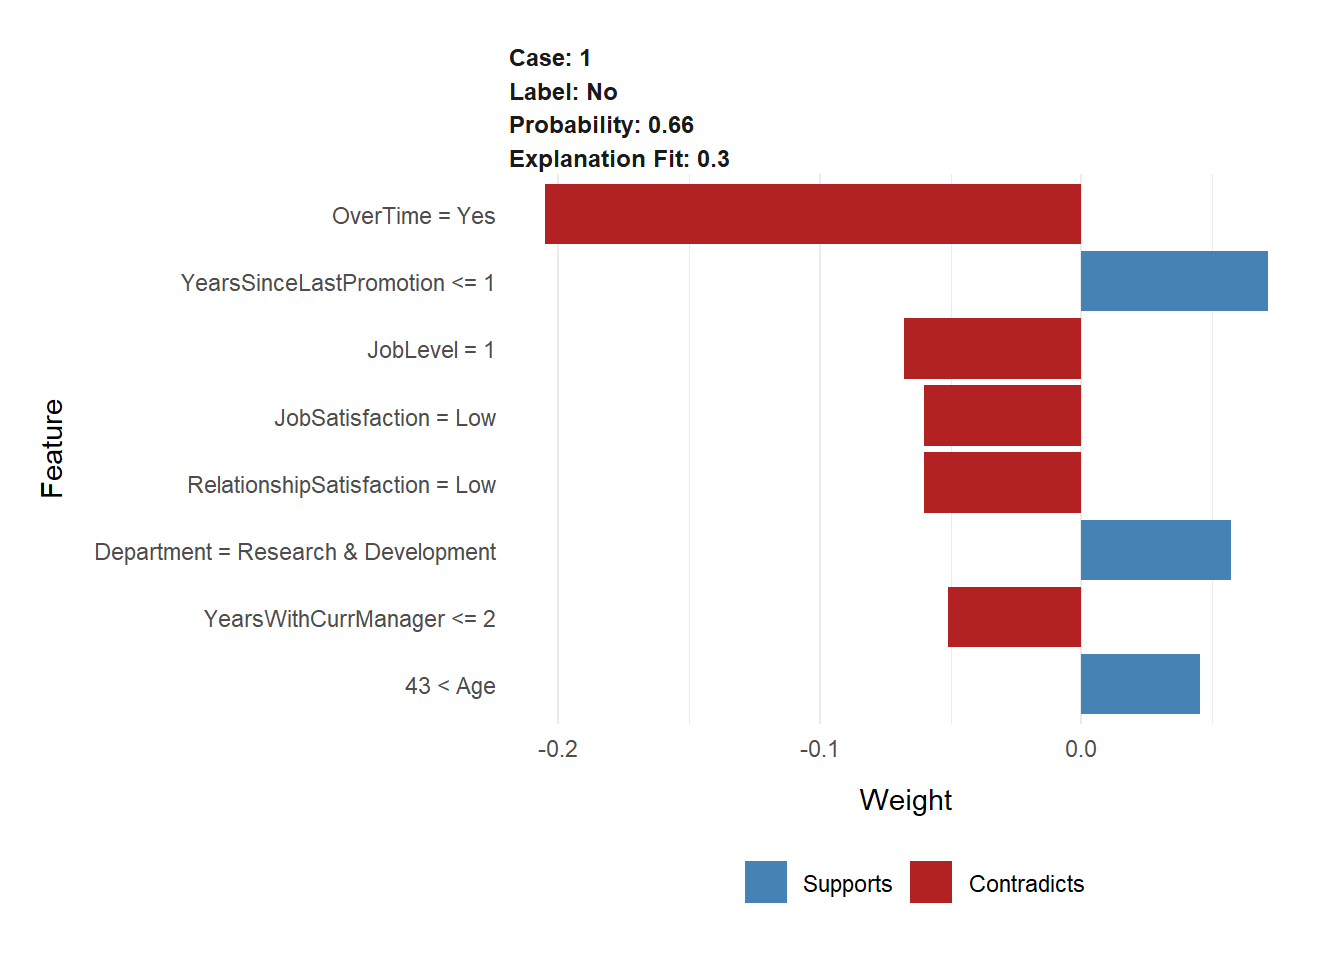 Case: 1
Label: No
Probability: 0.66
Explanation Fit: 0.3
OverTime = Yes
YearsSinceLastPromotion <= 1
JobLevel = 1
JobSatisfaction = Low
RelationshipSatisfaction = Low
Department = Research & Development
YearsWithCurrManager <= 2
43 < Age
Feature
-0.2 -0.1 0.0
Weight
Supports Contradicts